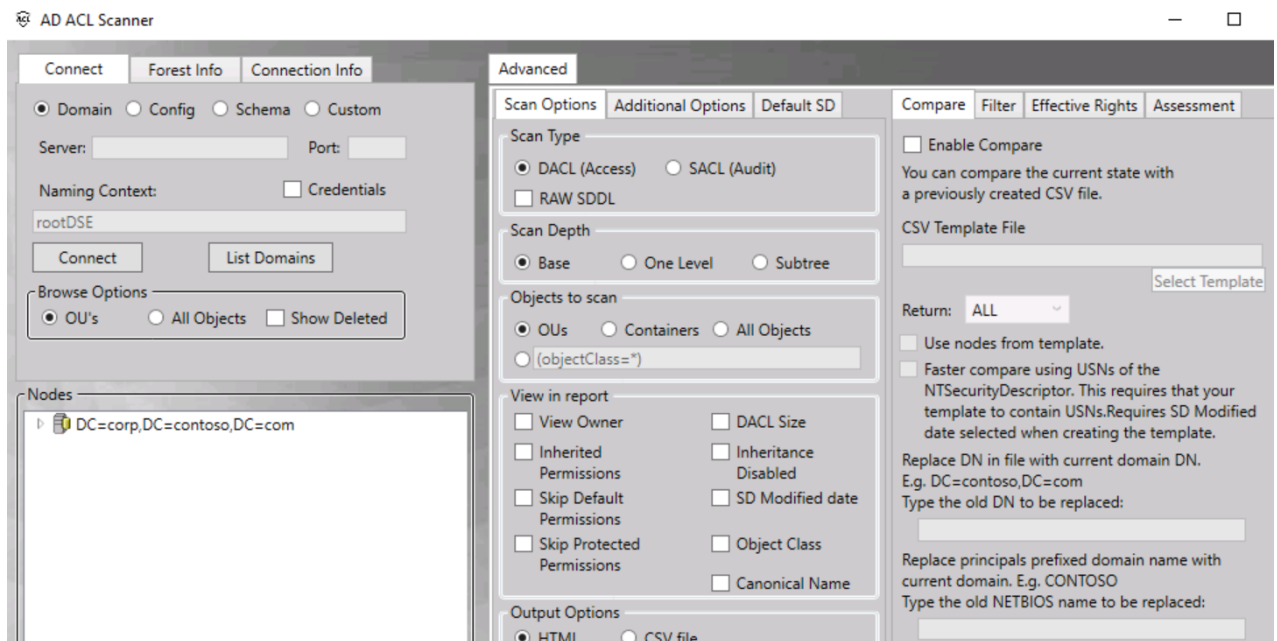 AD ACL Scanner
Connect Forest Info Connection Info
Domain Config Schema Custom
Server: Port:
Naming Context: Credentials
rootDSE
Connect List Domains
Browse Options
OU's All Objects Show Deleted
Nodes
DC=corp,DC=contoso,DC=com
Advanced
Scan Options Additional Options Default SD
Scan Type
DACL (Access) SACL (Audit)
RAW SDDL
Scan Depth
Base One Level Subtree
Objects to scan
OUs Containers All Objects
(objectClass=*)
View in report
View Owner DACL Size
Inherited Inheritance
Permissions Disabled
Skip Default SD Modified date
Permissions
Skip Protected Object Class
Permissions
Canonical Name
Output Options
HTML CSV file
Compare Filter Effective Rights Assessment
Enable Compare
You can compare the current state with
a previously created CSV file.
CSV Template File
Select Template
Return: ALL
Use nodes from template.
Faster compare using USNs of the
NTSecurityDescriptor. This requires that your
template to contain USNs.Requires SD Modified
date selected when creating the template.
Replace DN in file with current domain DN.
E.g. DC=contoso,DC=com
Type the old DN to be replaced:
Replace principals prefixed domain name with
current domain. E.g. CONTOSO
Type the old NETBIOS name to be replaced: